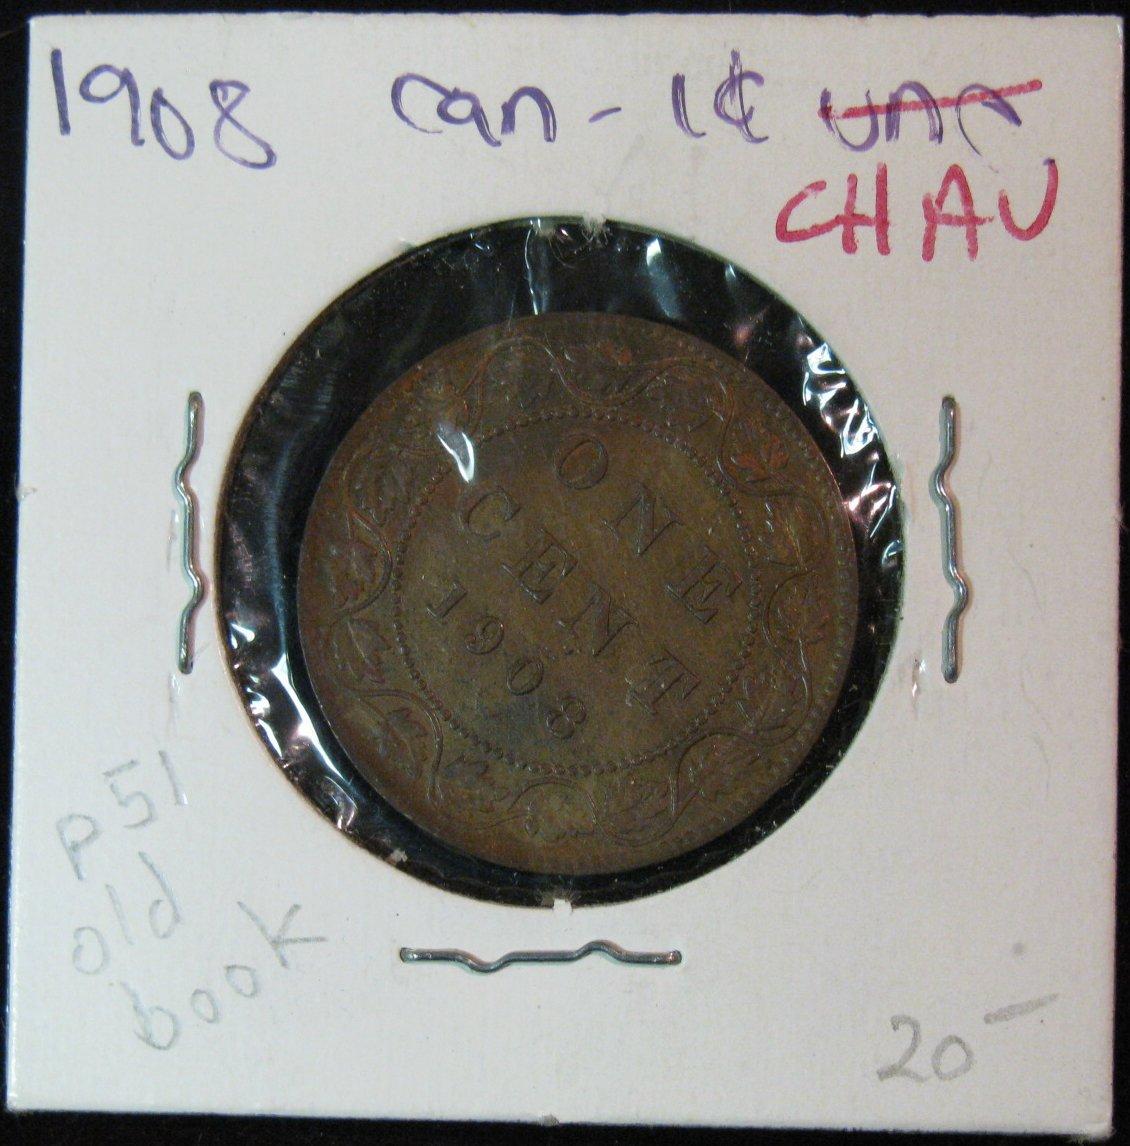 1908 can - 1¢ unc
CH AU
ONE
CENT
1908
P51
old
book
20-